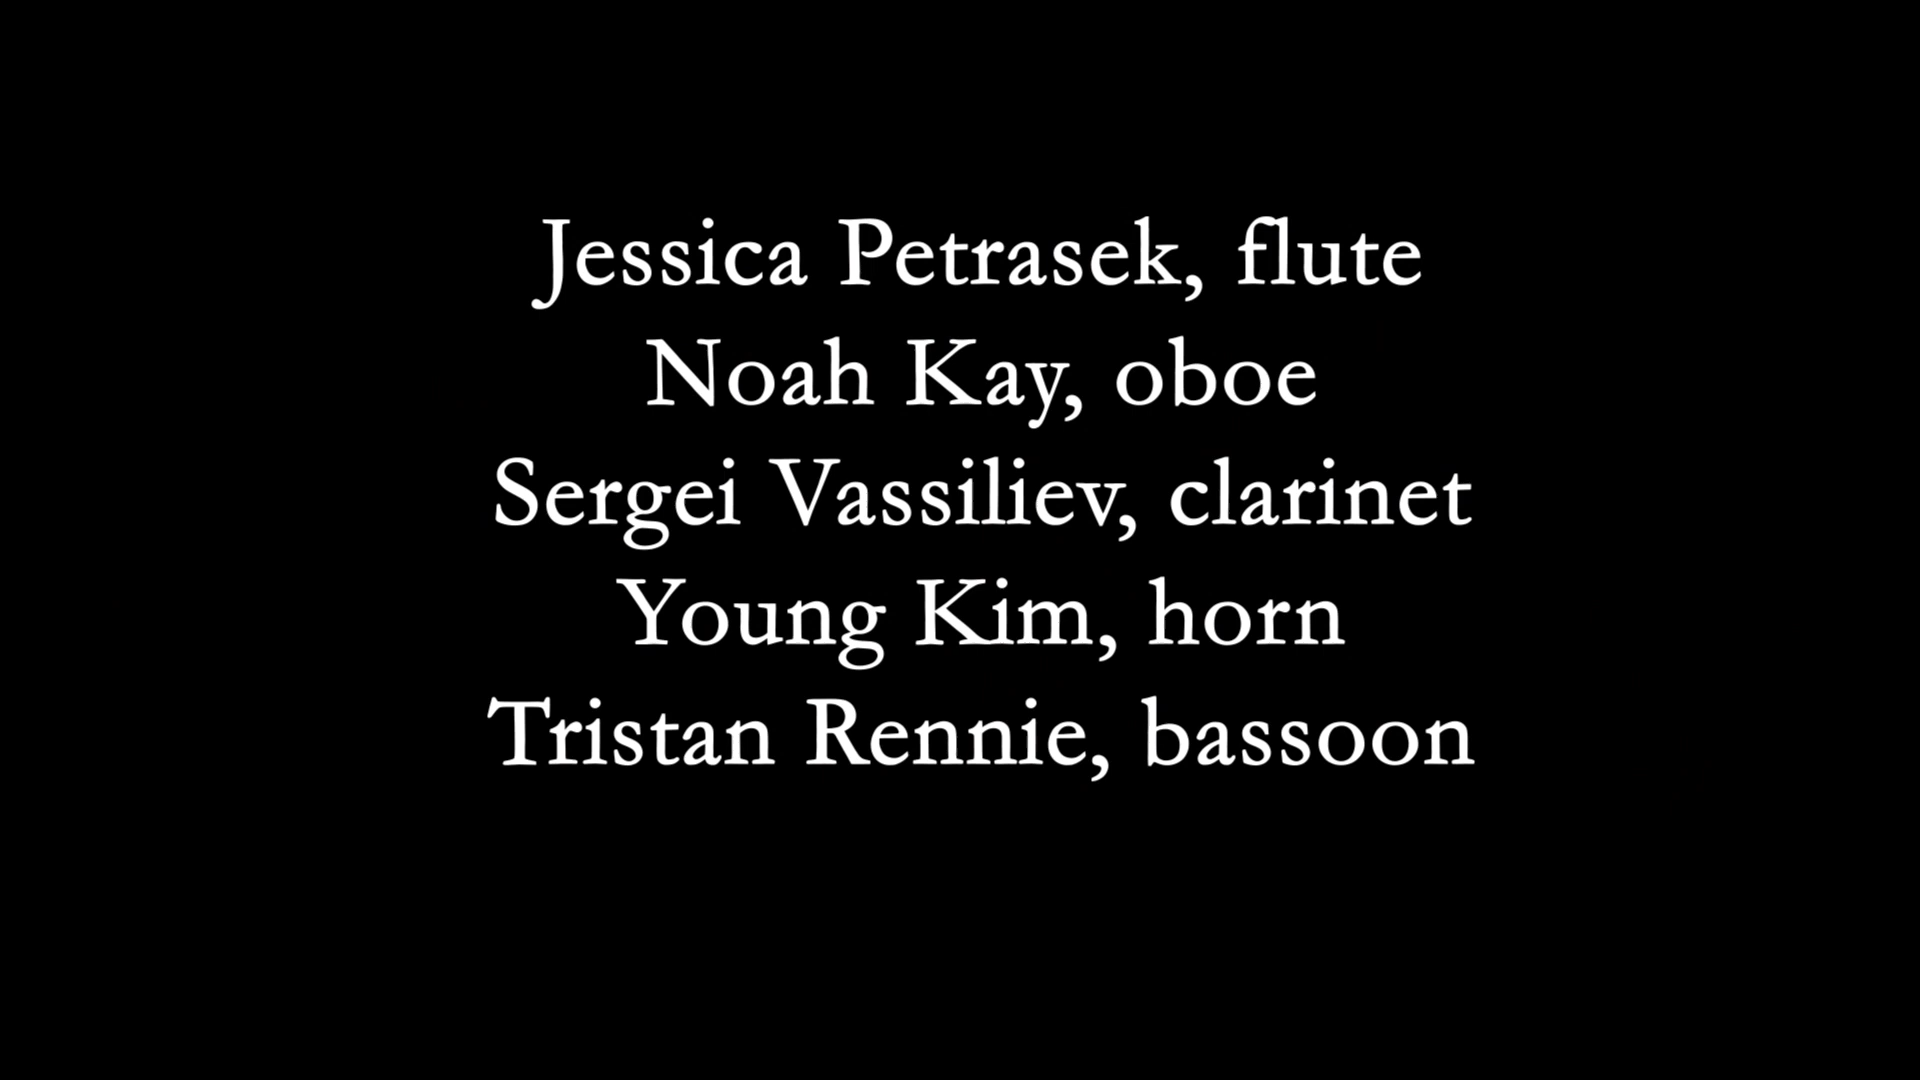 Jessica Petrasek, flute
Noah Kay, oboe
Sergei Vassiliev, clarinet
Young Kim, horn
Tristan Rennie, bassoon